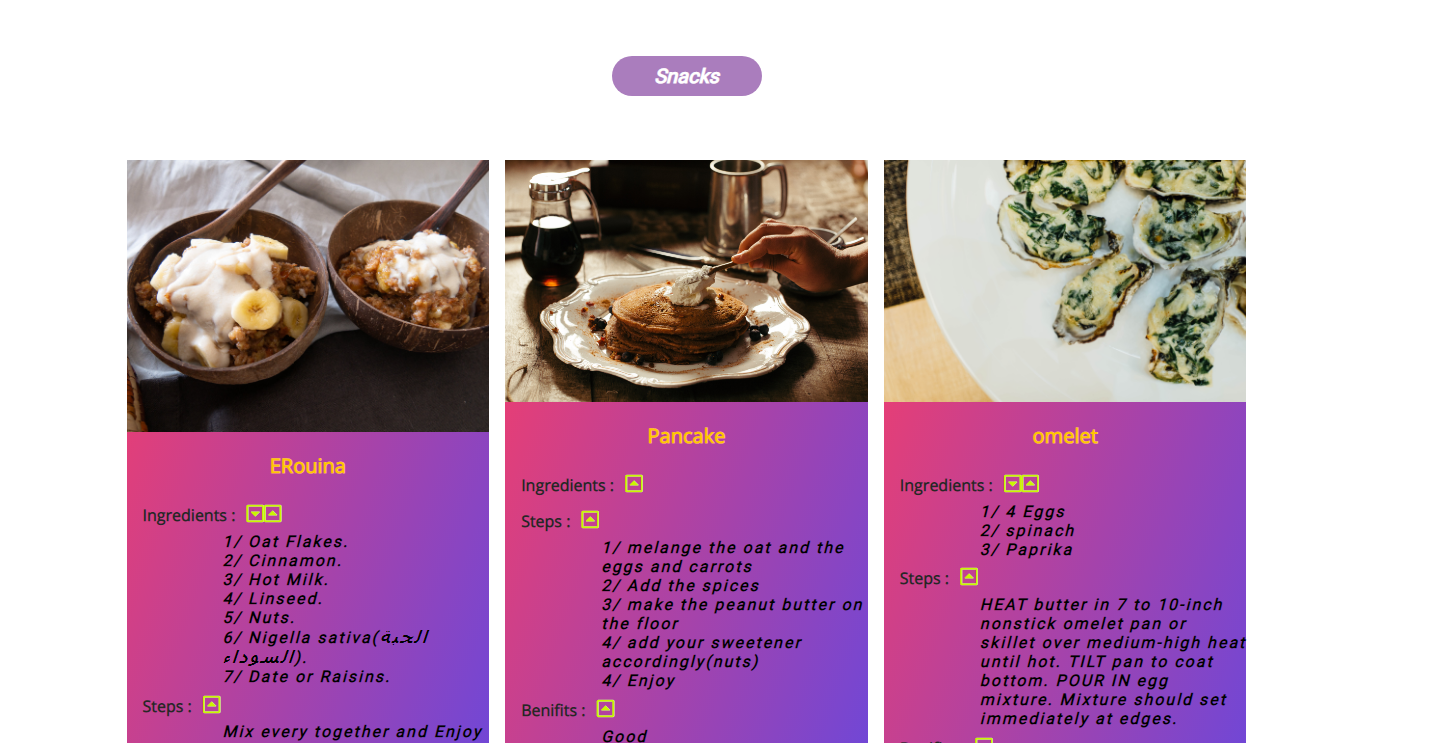 Snacks
ERouina
Ingredients :
1/ Oat Flakes.
2/ Cinnamon.
3/ Hot Milk.
4/ Linseed.
5/ Nuts.
6/ Nigella sativa(الحبة
السوداء).
7/ Date or Raisins.
Steps :
Mix every together and Enjoy
Pancake
Ingredients :
Steps :
1/ melange the oat and the
eggs and carrots
2/ Add the spices
3/ make the peanut butter on
the floor
4/ add your sweetener
accordingly(nuts)
4/ Enjoy
Benifits :
Good
omelet
Ingredients :
1/ 4 Eggs
2/ spinach
3/ Paprika
Steps :
HEAT butter in 7 to 10-inch
nonstick omelet pan or
skillet over medium-high heat
until hot. TILT pan to coat
bottom. POUR IN egg
mixture. Mixture should set
immediately at edges.